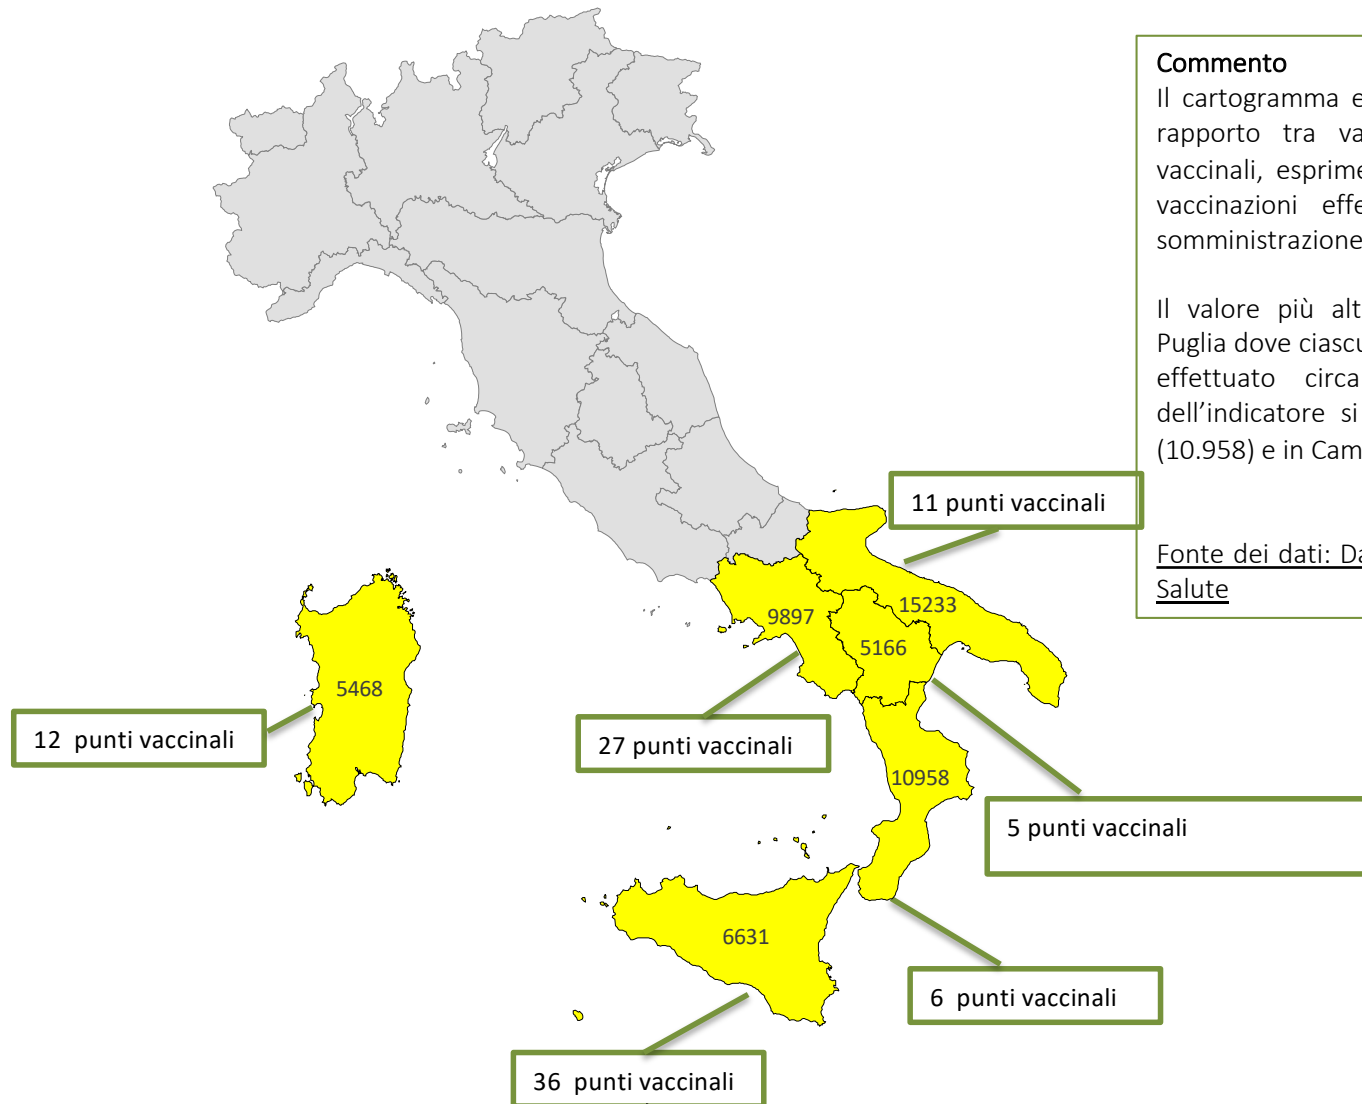 Commento
Il cartogramma e
rapporto tra va
vaccinali, esprime
vaccinazioni effe
somministrazione
Il valore più alt
Puglia dove ciascu
effettuato circa
dell’indicatore si
(10.958) e in Cam
Fonte dei dati: Da
Salute
11 punti vaccinali
15233
9897
5166
5468
12 punti vaccinali
27 punti vaccinali
10958
5 punti vaccinali
6631
6 punti vaccinali
36 punti vaccinali